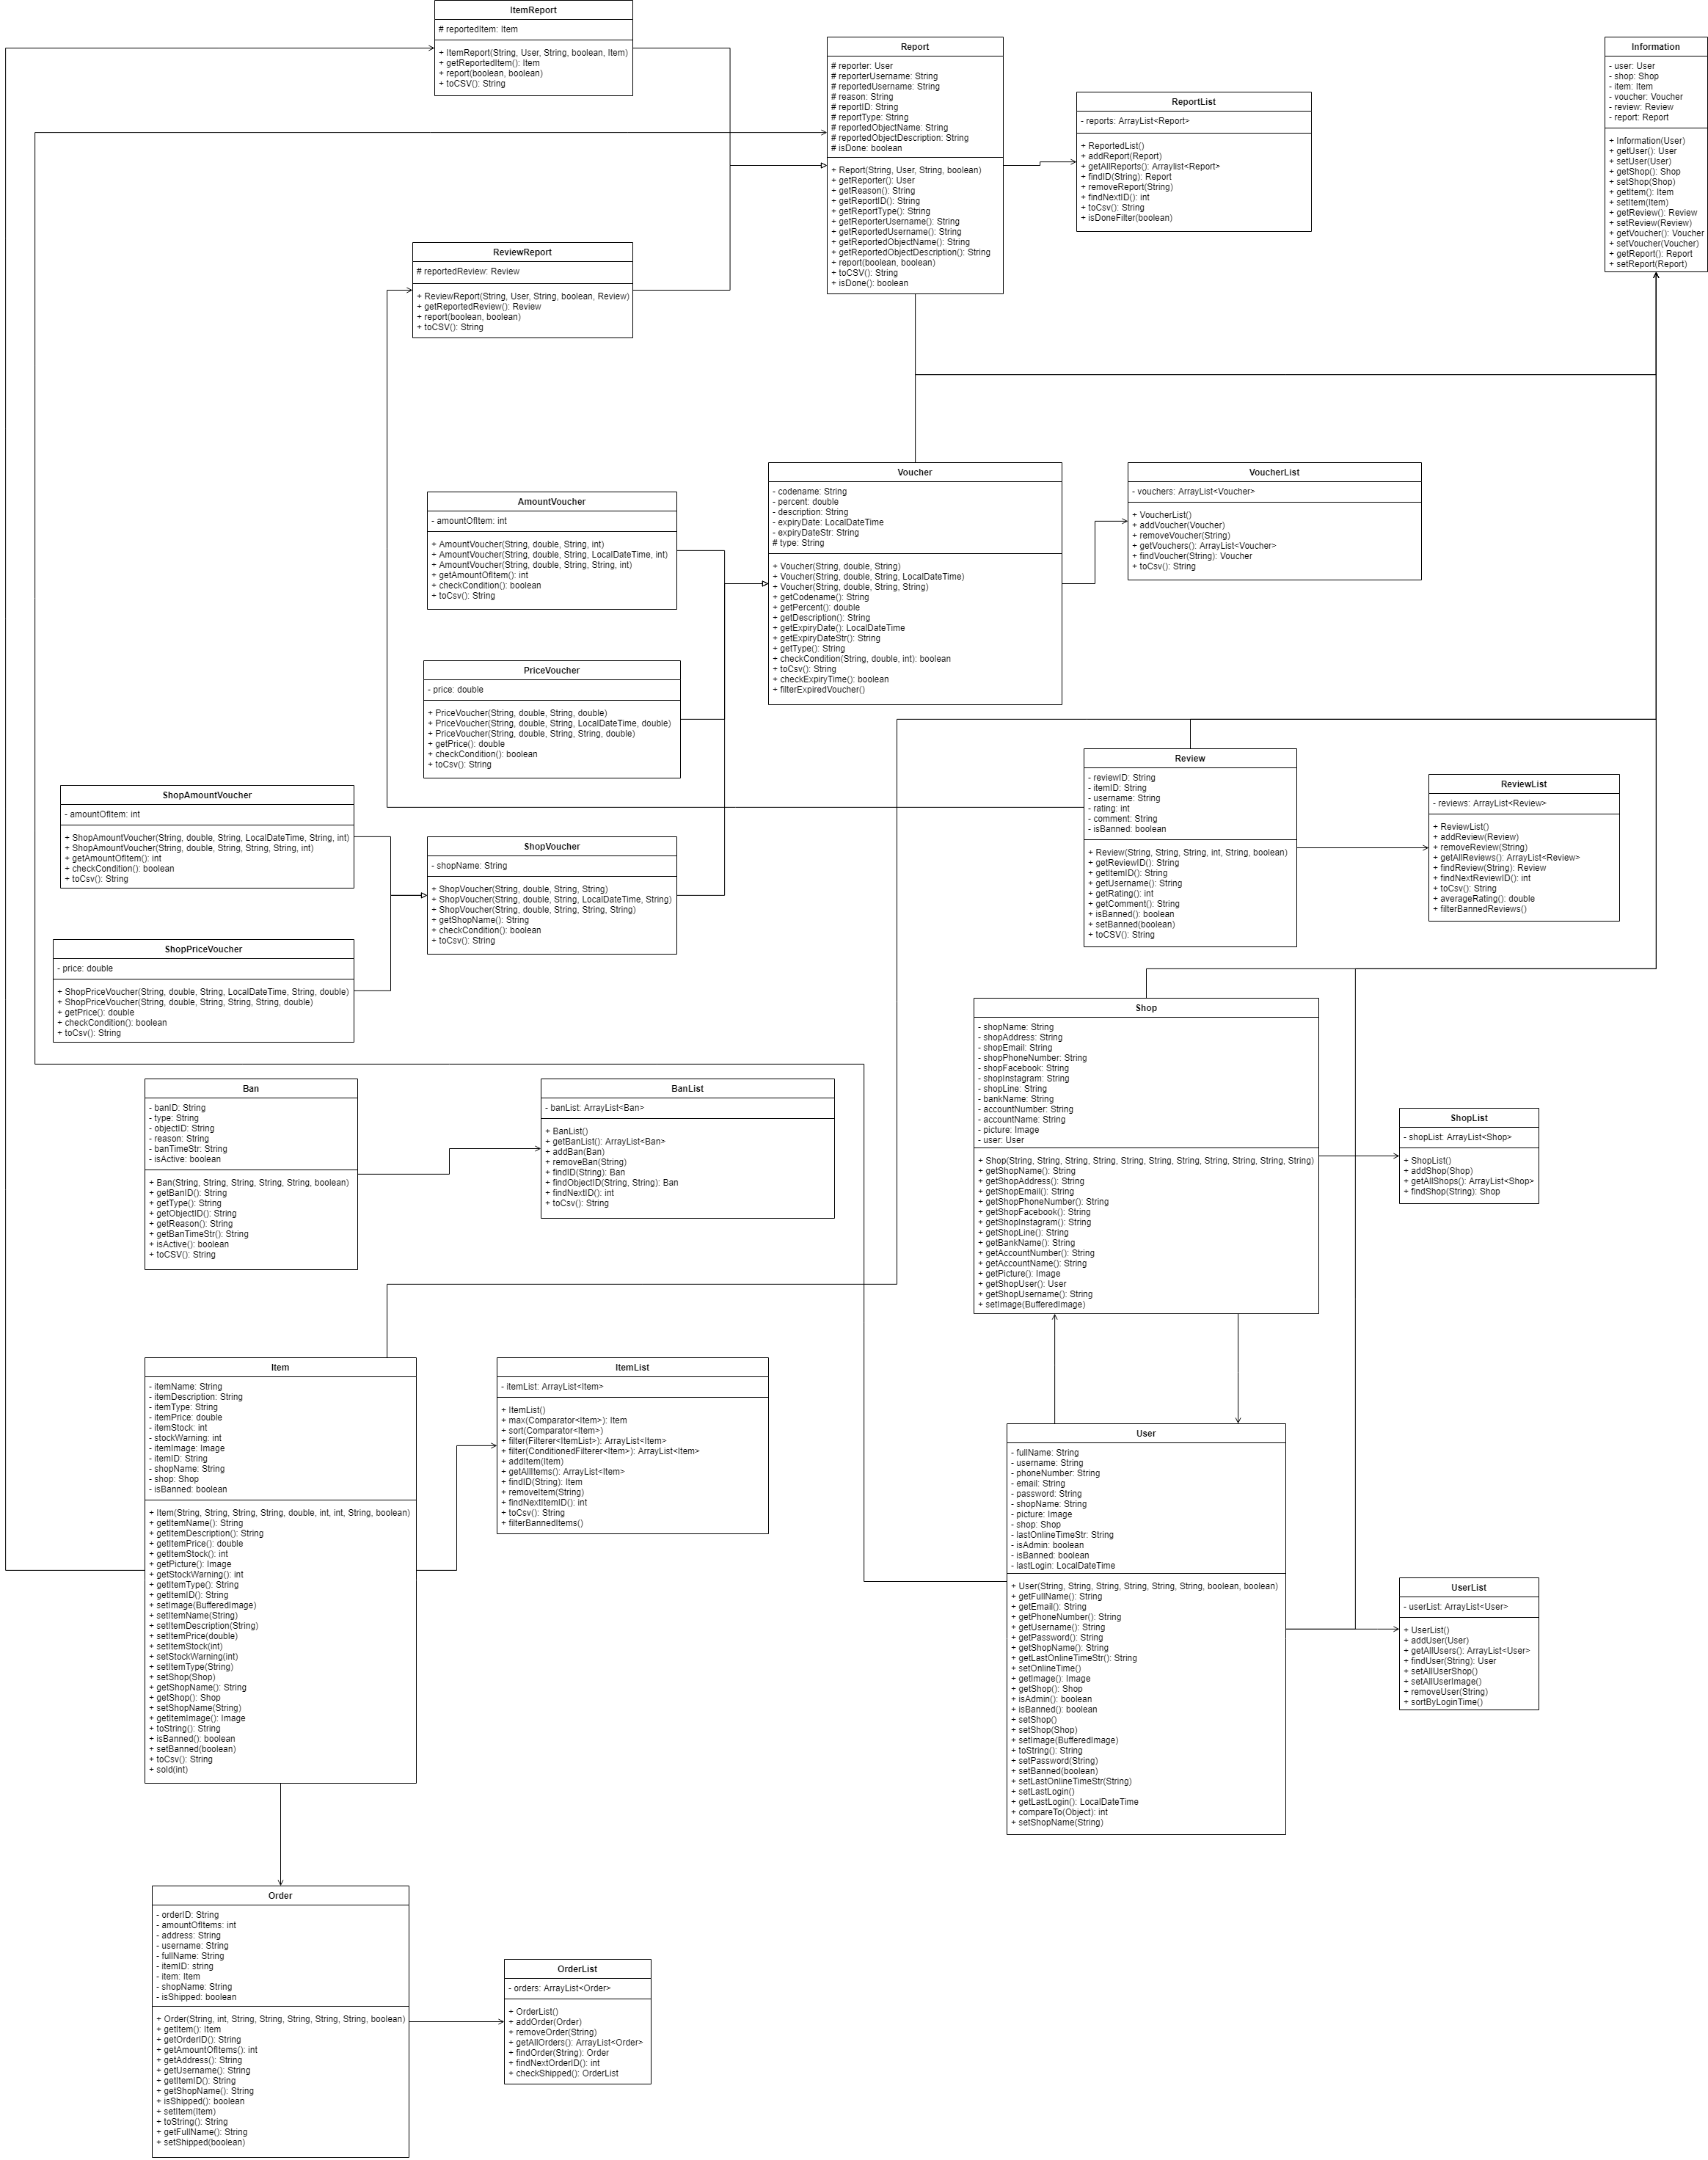 ItemReport
# reportedItem: Item
+ ItemReport(String, User, String, boolean, Item)
+ getReportedItem(): Item
+ report(boolean, boolean)
+ toCSV(): String
Report
# reporter: User
# reporterUsername: String
# reportedUsername: String
# reason: String
# reportID: String
# reportType: String
# reportedObjectName: String
# reportedObjectDescription: String
# isDone: boolean
+ Report(String, User, String, boolean)
+ getReporter(): User
+ getReason(): String
+ getReportID(): String
+ getReportType(): String
+ getReporterUsername(): String
+ getReportedUsername(): String
+ getReportedObjectName(): String
+ getReportedObjectDescription(): String
+ report(boolean, boolean)
+ toCSV(): String
+ isDone(): boolean
ReportList
- reports: ArrayList<Report>
+ ReportedList()
+ addReport(Report)
+ getAllReports(): Arraylist<Report>
+ findID(String): Report
+ removeReport(String)
+ findNextID(): int
+ toCsv(): String
+ isDoneFilter(boolean)
Information
- user: User
- shop: Shop
- item: Item
- voucher: Voucher
- review: Review
- report: Report
+ Information(User)
+ getUser(): User
+ setUser(User)
+ getShop(): Shop
+ setShop(Shop)
+ getItem(): Item
+ setItem(Item)
+ getReview(): Review
+ setReview(Review)
+ getVoucher(): Voucher
+ setVoucher(Voucher)
+ getReport(): Report
+ setReport(Report)
ReviewReport
# reportedReview: Review
+ ReviewReport(String, User, String, boolean, Review)
+ getReportedReview(): Review
+ report(boolean, boolean)
+ toCSV(): String
AmountVoucher
- amountOfItem: int
+ AmountVoucher(String, double, String, int)
+ AmountVoucher(String, double, String, LocalDateTime, int)
+ AmountVoucher(String, double, String, String, int)
+ getAmountOfItem(): int
+ checkCondition(): boolean
+ toCsv(): String
Voucher
- codename: String
- percent: double
- description: String
- expiryDate: LocalDateTime
- expiryDateStr: String
# type: String
+ Voucher(String, double, String)
+ Voucher(String, double, String, LocalDateTime)
+ Voucher(String, double, String, String)
+ getCodename(): String
+ getPercent(): double
+ getDescription(): String
+ getExpiryDate(): LocalDateTime
+ getExpiryDateStr(): String
+ getType(): String
+ checkCondition(String, double, int): boolean
+ toCsv(): String
+ checkExpiryTime(): boolean
+ filterExpiredVoucher()
VoucherList
- vouchers: ArrayList<Voucher>
+ VoucherList()
+ addVoucher(Voucher)
+ removeVoucher(String)
+ getVouchers(): ArrayList<Voucher>
+ findVoucher(String): Voucher
+ toCsv(): String
PriceVoucher
- price: double
+ PriceVoucher(String, double, String, double)
+ PriceVoucher(String, double, String, LocalDateTime, double)
+ PriceVoucher(String, double, String, String, double)
+ getPrice(): double
+ checkCondition(): boolean
+ toCsv(): String
Review
- reviewID: String
- itemID: String
- username: String
- rating: int
- comment: String
- isBanned: boolean
+ Review(String, String, String, int, String, boolean)
+ getReviewID(): String
+ getItemID(): String
+ getUsername(): String
+ getRating(): int
+ getComment(): String
+ isBanned(): boolean
+ setBanned(boolean)
+ toCSV(): String
ReviewList
- reviews: ArrayList<Review>
+ ReviewList()
+ addReview(Review)
+ removeReview(String)
+ getAllReviews(): ArrayList<Review>
+ findReview(String): Review
+ findNextReviewID(): int
+ toCsv(): String
+ averageRating(): double
+ filterBannedReviews()
ShopAmountVoucher
- amountOfItem: int
+ ShopAmountVoucher(String, double, String, LocalDateTime, String, int)
+ ShopAmountVoucher(String, double, String, String, String, int)
+ getAmountOfItem(): int
+ checkCondition(): boolean
+ toCsv(): String
ShopVoucher
- shopName: String
+ ShopVoucher(String, double, String, String)
+ ShopVoucher(String, double, String, LocalDateTime, String)
+ ShopVoucher(String, double, String, String, String)
+ getShopName(): String
+ checkCondition(): boolean
+ toCsv(): String
ShopPriceVoucher
- price: double
+ ShopPriceVoucher(String, double, String, LocalDateTime, String, double)
+ ShopPriceVoucher(String, double, String, String, String, double)
+ getPrice(): double
+ checkCondition(): boolean
+ toCsv(): String
Shop
- shopName: String
- shopAddress: String
- shopEmail: String
- shopPhoneNumber: String
- shopFacebook: String
- shopInstagram: String
- shopLine: String
- bankName: String
- accountNumber: String
- accountName: String
- picture: Image
- user: User
+ Shop(String, String, String, String, String, String, String, String, String, String, String)
+ getShopName(): String
+ getShopAddress(): String
+ getShopEmail(): String
+ getShopPhoneNumber(): String
+ getShopFacebook(): String
+ getShopInstagram(): String
+ getShopLine(): String
+ getBankName(): String
+ getAccountNumber(): String
+ getAccountName(): String
+ getPicture(): Image
+ getShopUser(): User
+ getShopUsername(): String
+ setImage(BufferedImage)
ShopList
- shopList: ArrayList<Shop>
+ ShopList()
+ addShop(Shop)
+ getAllShops(): ArrayList<Shop>
+ findShop(String): Shop
Ban
- banID: String
- type: String
- objectID: String
- reason: String
- banTimeStr: String
- isActive: boolean
+ Ban(String, String, String, String, String, boolean)
+ getBanID(): String
+ getType(): String
+ getObjectID(): String
+ getReason(): String
+ getBanTimeStr(): String
+ isActive(): boolean
+ toCSV(): String
BanList
- banList: ArrayList<Ban>
+ BanList()
+ getBanList(): ArrayList<Ban>
+ addBan(Ban)
+ removeBan(String)
+ findID(String): Ban
+ findObjectID(String, String): Ban
+ findNextID(): int
+ toCsv(): String
Item
- itemName: String
- itemDescription: String
- itemType: String
- itemPrice: double
- itemStock: int
- stockWarning: int
- itemImage: Image
- itemID: String
- shopName: String
- shop: Shop
- isBanned: boolean
+ Item(String, String, String, String, double, int, int, String, boolean)
+ getItemName(): String
+ getItemDescription(): String
+ getItemPrice(): double
+ getItemStock(): int
+ getPicture(): Image
+ getStockWarning(): int
+ getItemType(): String
+ getItemID(): String
+ setImage(BufferedImage)
+ setItemName(String)
+ setItemDescription(String)
+ setItemPrice(double)
+ setItemStock(int)
+ setStockWarning(int)
+ setItemType(String)
+ setShop(Shop)
+ getShopName(): String
+ getShop(): Shop
+ setShopName(String)
+ getItemImage(): Image
+ toString(): String
+ isBanned(): boolean
+ setBanned(boolean)
+ toCsv(): String
+ sold(int)
ItemList
- itemList: ArrayList<Item>
+ ItemList()
+ max(Comparator<Item>): Item
+ sort(Comparator<Item>)
+ filter(Filterer<ItemList>): ArrayList<Item>
+ filter(ConditionedFilterer<Item>): ArrayList<Item>
+ addItem(Item)
+ getAllItems(): ArrayList<Item>
+ findID(String): Item
+ removeItem(String)
+ findNextItemID(): int
+ toCsv(): String
+ filterBannedItems()
User
- fullName: String
- username: String
- phoneNumber: String
- email: String
- password: String
- shopName: String
- picture: Image
- shop: Shop
- lastOnlineTimeStr: String
- isAdmin: boolean
- isBanned: boolean
- lastLogin: LocalDateTime
+ User(String, String, String, String, String, String, boolean, boolean)
+ getFullName(): String
+ getEmail(): String
+ getPhoneNumber(): String
+ getUsername(): String
+ getPassword(): String
+ getShopName(): String
+ getLastOnlineTimeStr(): String
+ setOnlineTime()
+ getImage(): Image
+ getShop(): Shop
+ isAdmin(): boolean
+ isBanned(): boolean
+ setShop()
+ setShop(Shop)
+ setImage(BufferedImage)
+ toString(): String
+ setPassword(String)
+ setBanned(boolean)
+ setLastOnlineTimeStr(String)
+ setLastLogin()
+ getLastLogin(): LocalDateTime
+ compareTo(Object): int
+ setShopName(String)
UserList
- userList: ArrayList<User>
+ UserList()
+ addUser(User)
+ getAllUsers(): ArrayList<User>
+ findUser(String): User
+ setAllUserShop()
+ setAllUserImage()
+ removeUser(String)
+ sortByLoginTime()
Order
- orderID: String
- amountOfItems: int
- address: String
- username: String
- fullName: String
- itemID: string
- item: Item
- shopName: String
- isShipped: boolean
+ Order(String, int, String, String, String, String, String, boolean)
+ getItem(): Item
+ getOrderID(): String
+ getAmountOfItems(): int
+ getAddress(): String
+ getUsername(): String
+ getItemID(): String
+ getShopName(): String
+ isShipped(): boolean
+ setItem(Item)
+ toString(): String
+ getFullName(): String
+ setShipped(boolean)
OrderList
- orders: ArrayList<Order>
+ OrderList()
+ addOrder(Order)
+ removeOrder(String)
+ getAllOrders(): ArrayList<Order>
+ findOrder(String): Order
+ findNextOrderID(): int
+ checkShipped(): OrderList